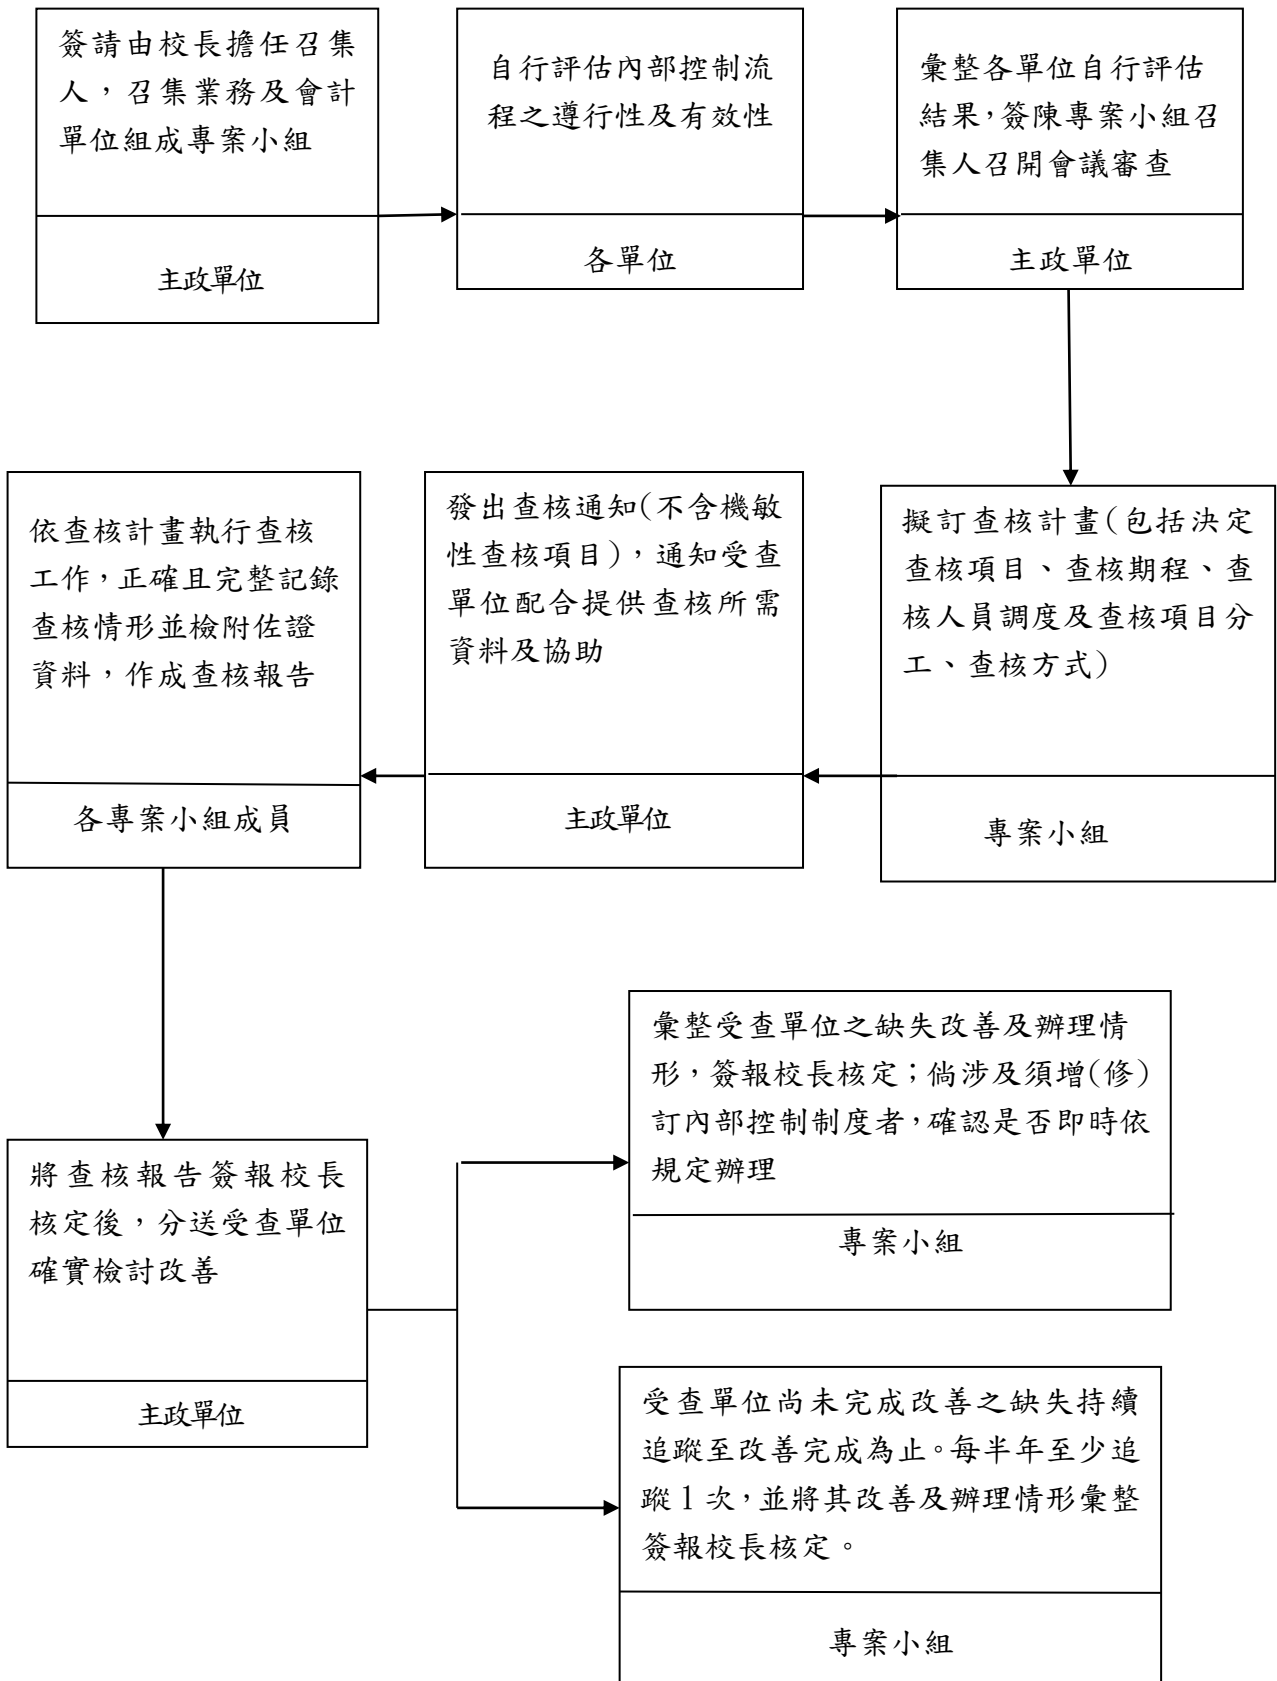 簽請由校長擔任召集
人，召集業務及會計
單位組成專案小組
主政單位
自行評估內部控制流
程之遵行性及有效性
各單位
彙整各單位自行評估
結果，簽陳專案小組召
集人召開會議審查
主政單位
擬訂查核計畫(包括決定
查核項目、查核期程、查
核人員調度及查核項目分
工、查核方式)
專案小組
發出查核通知(不含機敏
性查核項目)，通知受查
單位配合提供查核所需
資料及協助
主政單位
依查核計畫執行查核
工作，正確且完整記錄
查核情形並檢附佐證
資料，作成查核報告
各專案小組成員
將查核報告簽報校長
核定後，分送受查單位
確實檢討改善
主政單位
彙整受查單位之缺失改善及辦理情
形，簽報校長核定；倘涉及須增(修)
訂內部控制制度者，確認是否即時依
規定辦理
專案小組
受查單位尚未完成改善之缺失持續
追蹤至改善完成為止。每半年至少追
蹤1次，並將其改善及辦理情形彙整
簽報校長核定。
專案小組